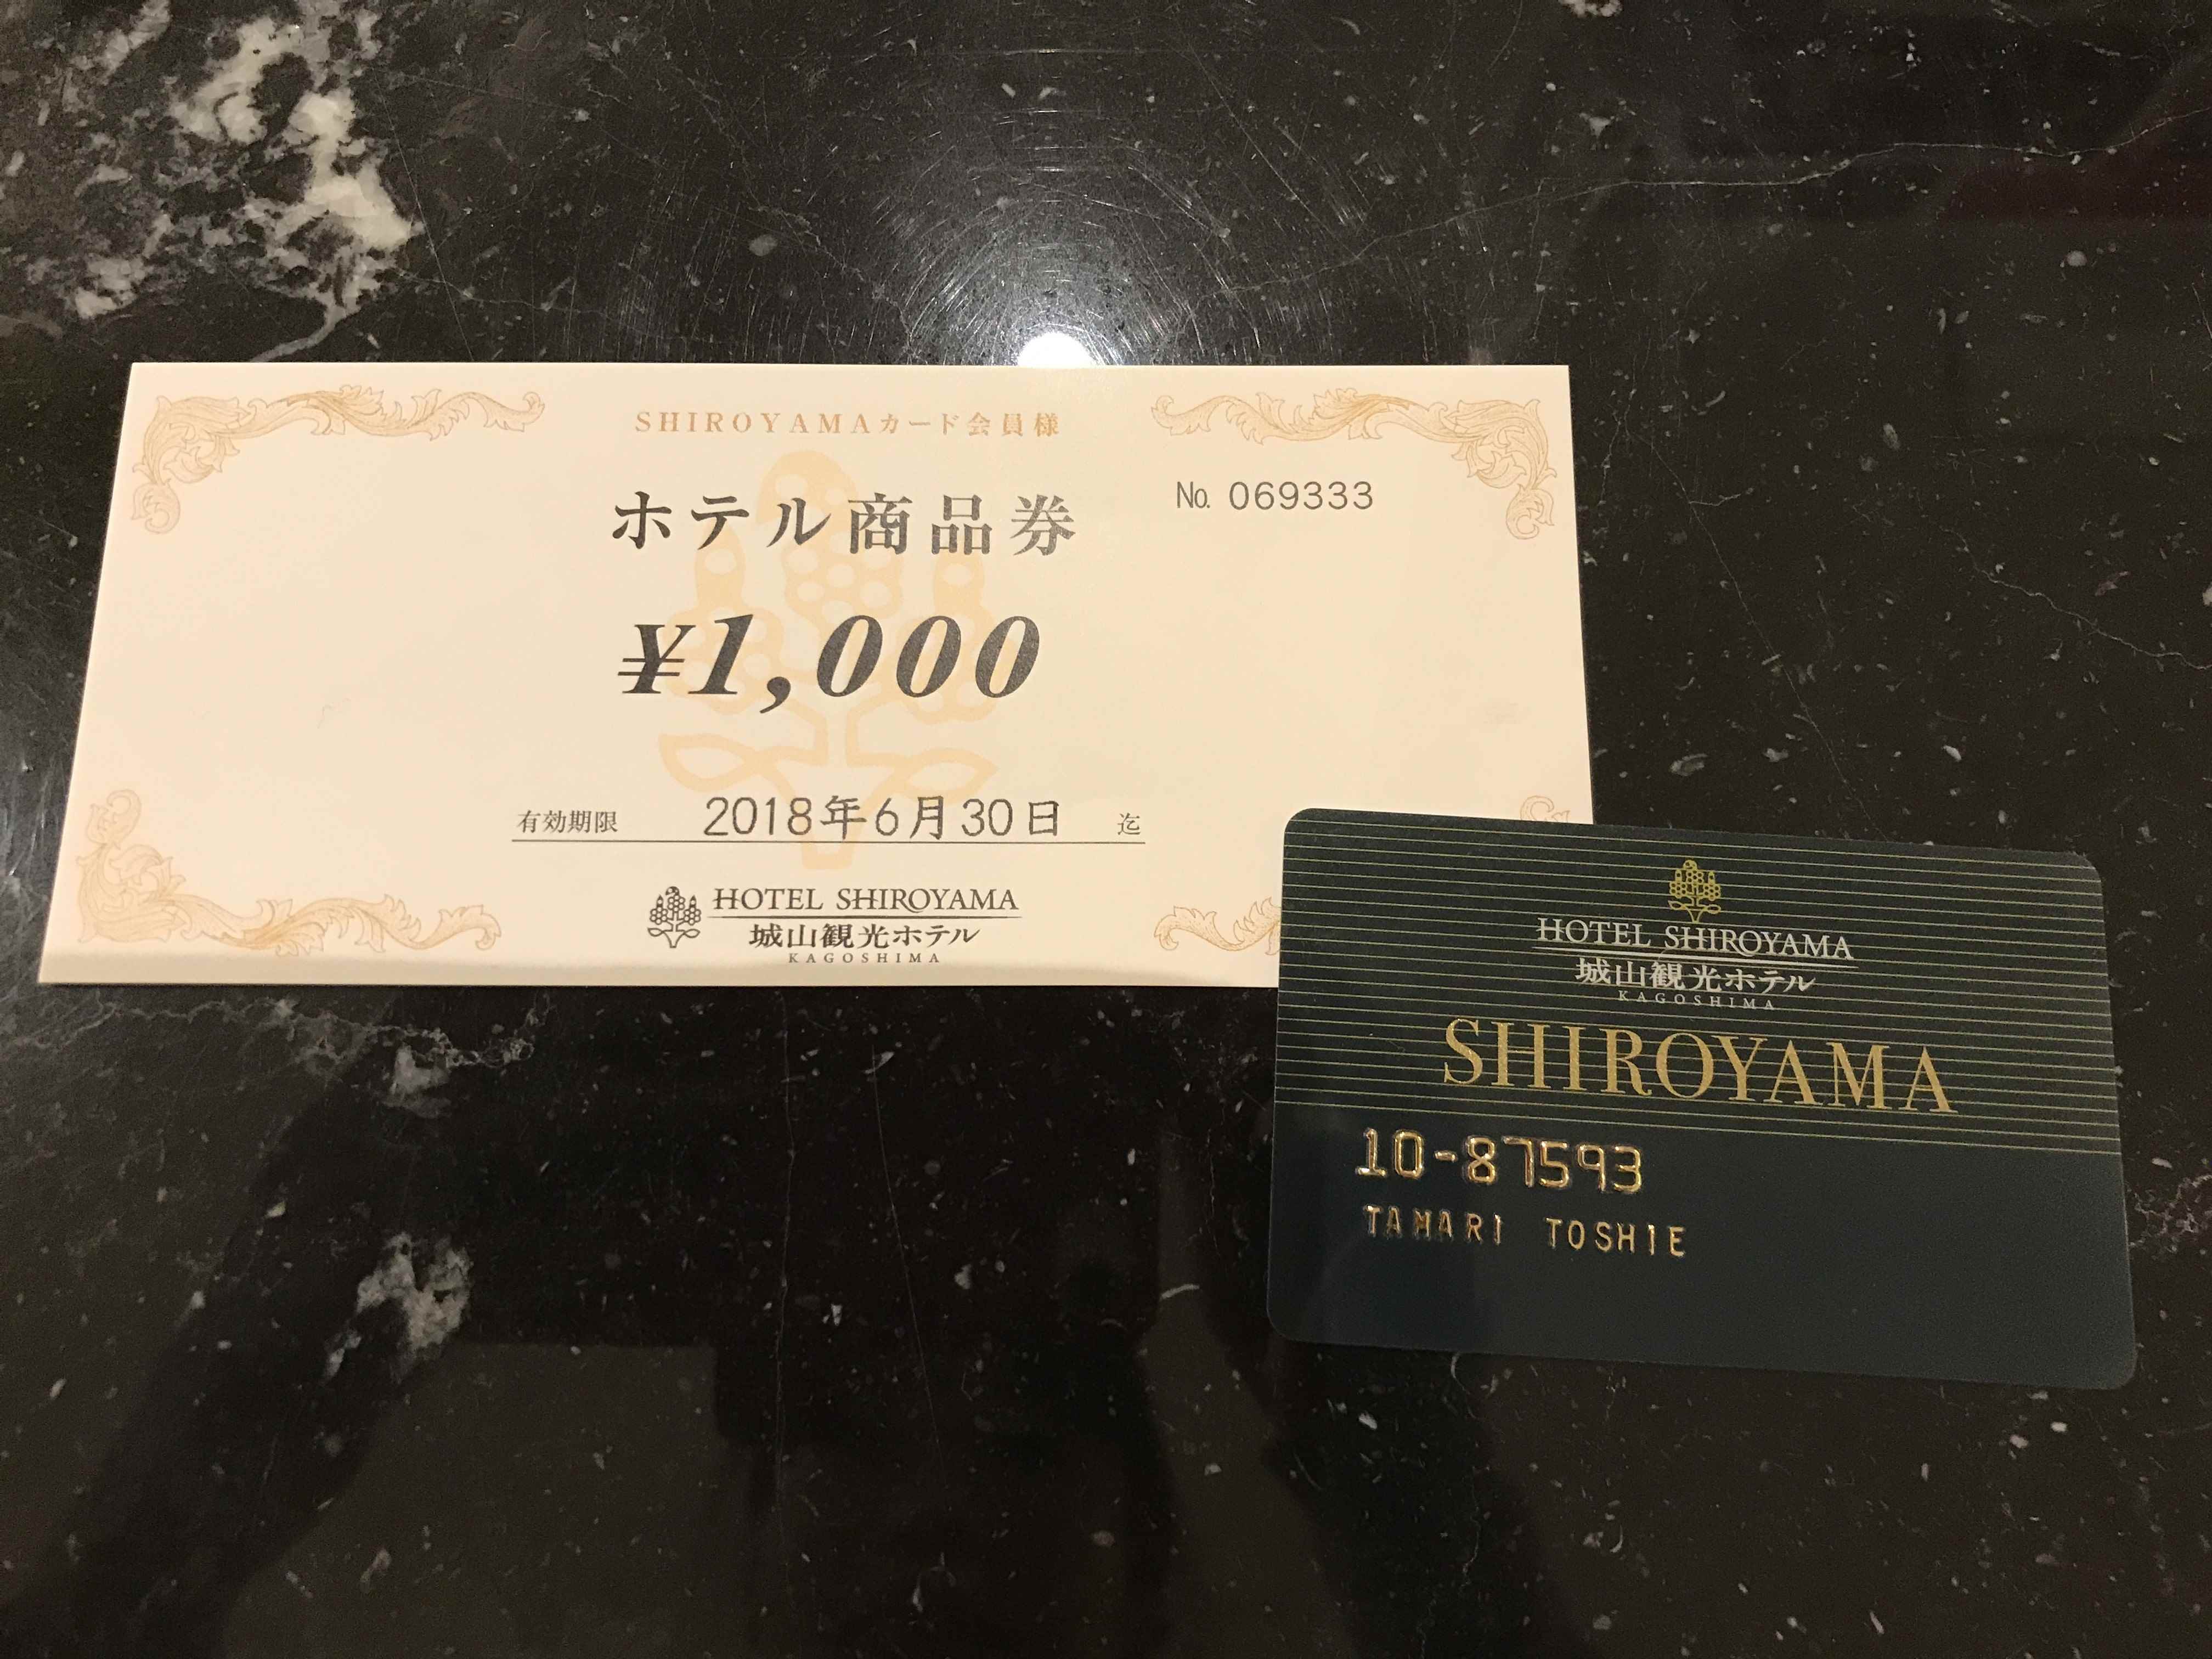 SHIROYAMAカード会員様
No. 069333
ホテル商品券
¥1,000
有効期限 2018年6月30日 迄
HOTEL SHIROYAMA
城山観光ホテル
KAGOSHIMA
HOTEL SHIROYAMA
城山観光ホテル
KAGOSHIMA
SHIROYAMA
10-87593
TAMARI TOSHIE